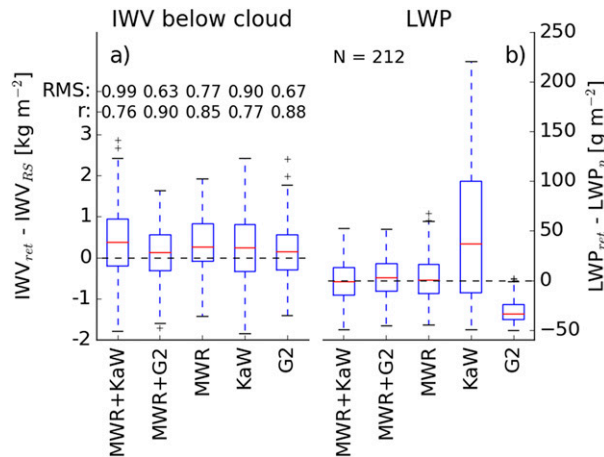 IWV below cloud
LWP
a)
N = 212
b)
RMS: 0.99 0.63 0.77 0.90 0.67
r: 0.76 0.90 0.85 0.77 0.88
IWV_ret - IWV_RS [kg m^-2]
3
2
1
0
-1
-2
250
200
150
100
50
0
−50
LWP_ret - LWP_n [g m^-2]
MWR+KaW
MWR+G2
MWR
KaW
G2
MWR+KaW
MWR+G2
MWR
KaW
G2